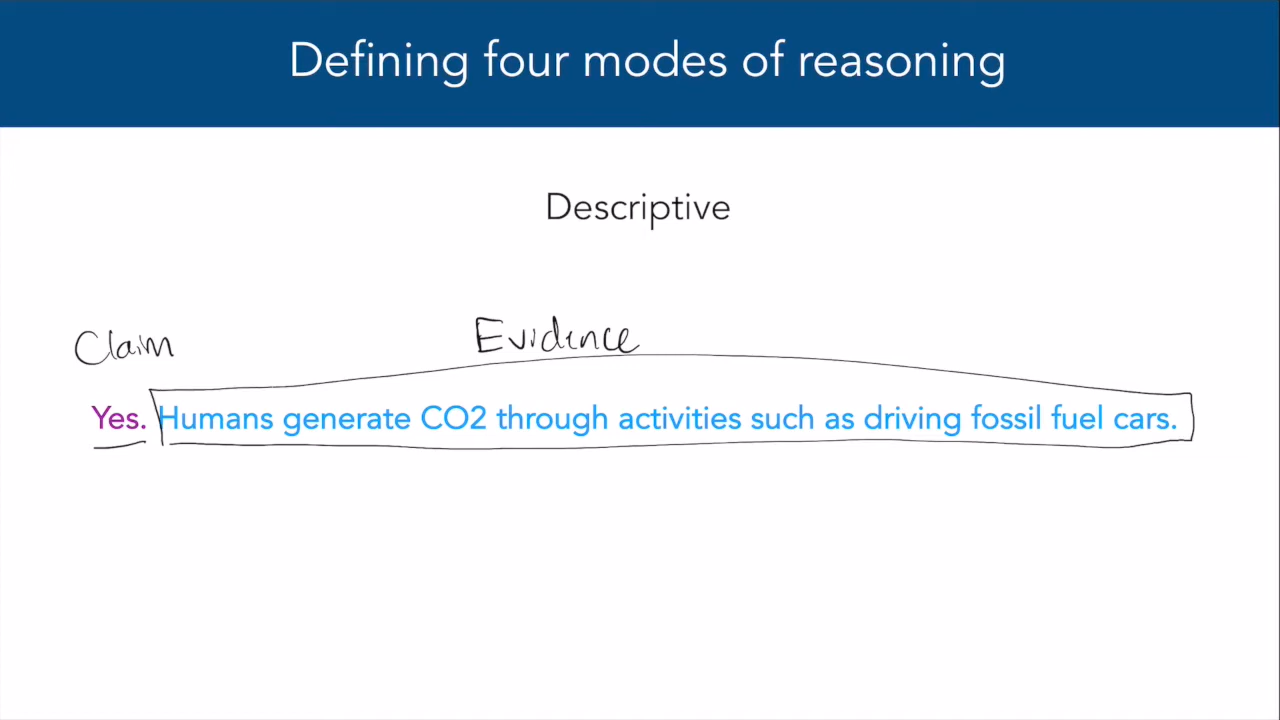 Defining four modes of reasoning
Descriptive
Claim
Evidence
Yes. Humans generate CO2 through activities such as driving fossil fuel cars.